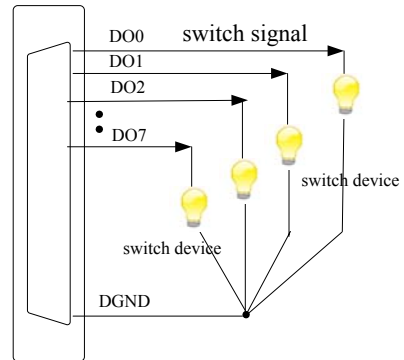 DO0
switch signal
DO1
DO2
DO7
switch device
switch device
DGND